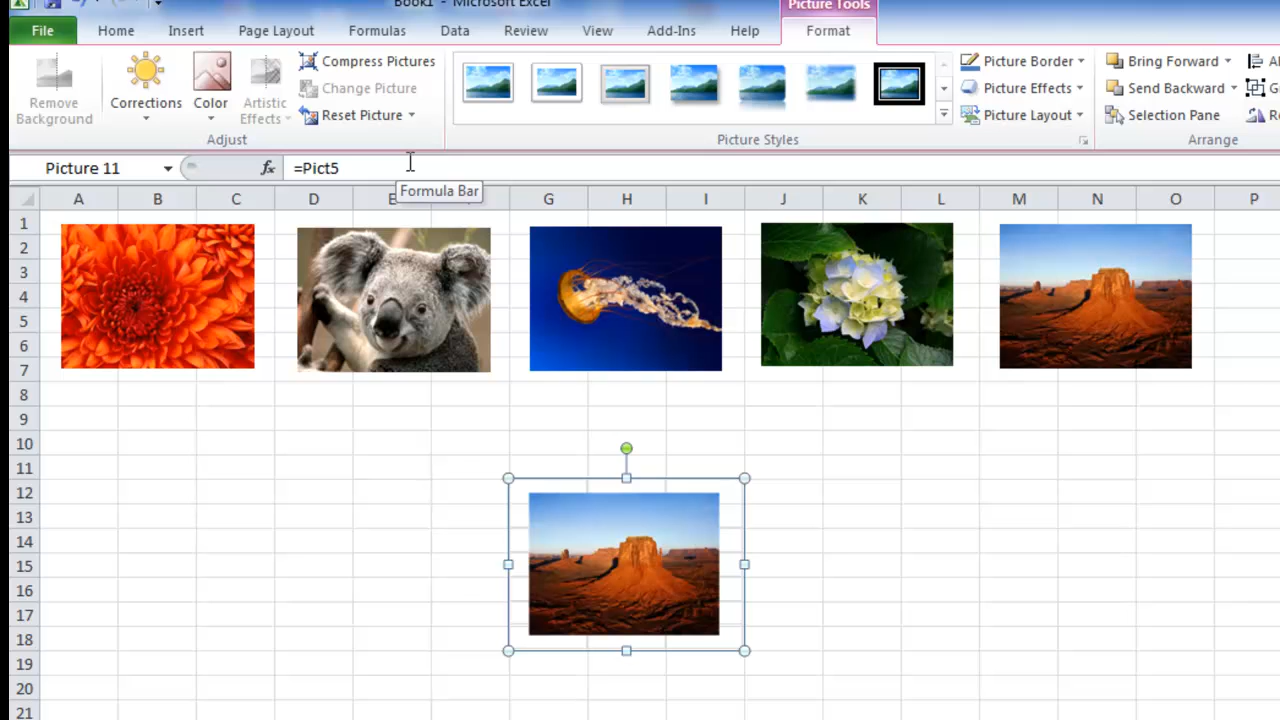 Book1 - Microsoft Excel
Picture Tools
File Home Insert Page Layout Formulas Data Review View Add-Ins Help Format
Remove Background
Corrections
Color
Artistic Effects
Compress Pictures
Change Picture
Reset Picture
Adjust
Picture Styles
Picture Border
Picture Effects
Picture Layout
Bring Forward
Send Backward
Selection Pane
Arrange
Picture 11 fx =Pict5
Formula Bar
A B C D E G H I J K L M N O P
1
2
3
4
5
6
7
8
9
10
11
12
13
14
15
16
17
18
19
20
21